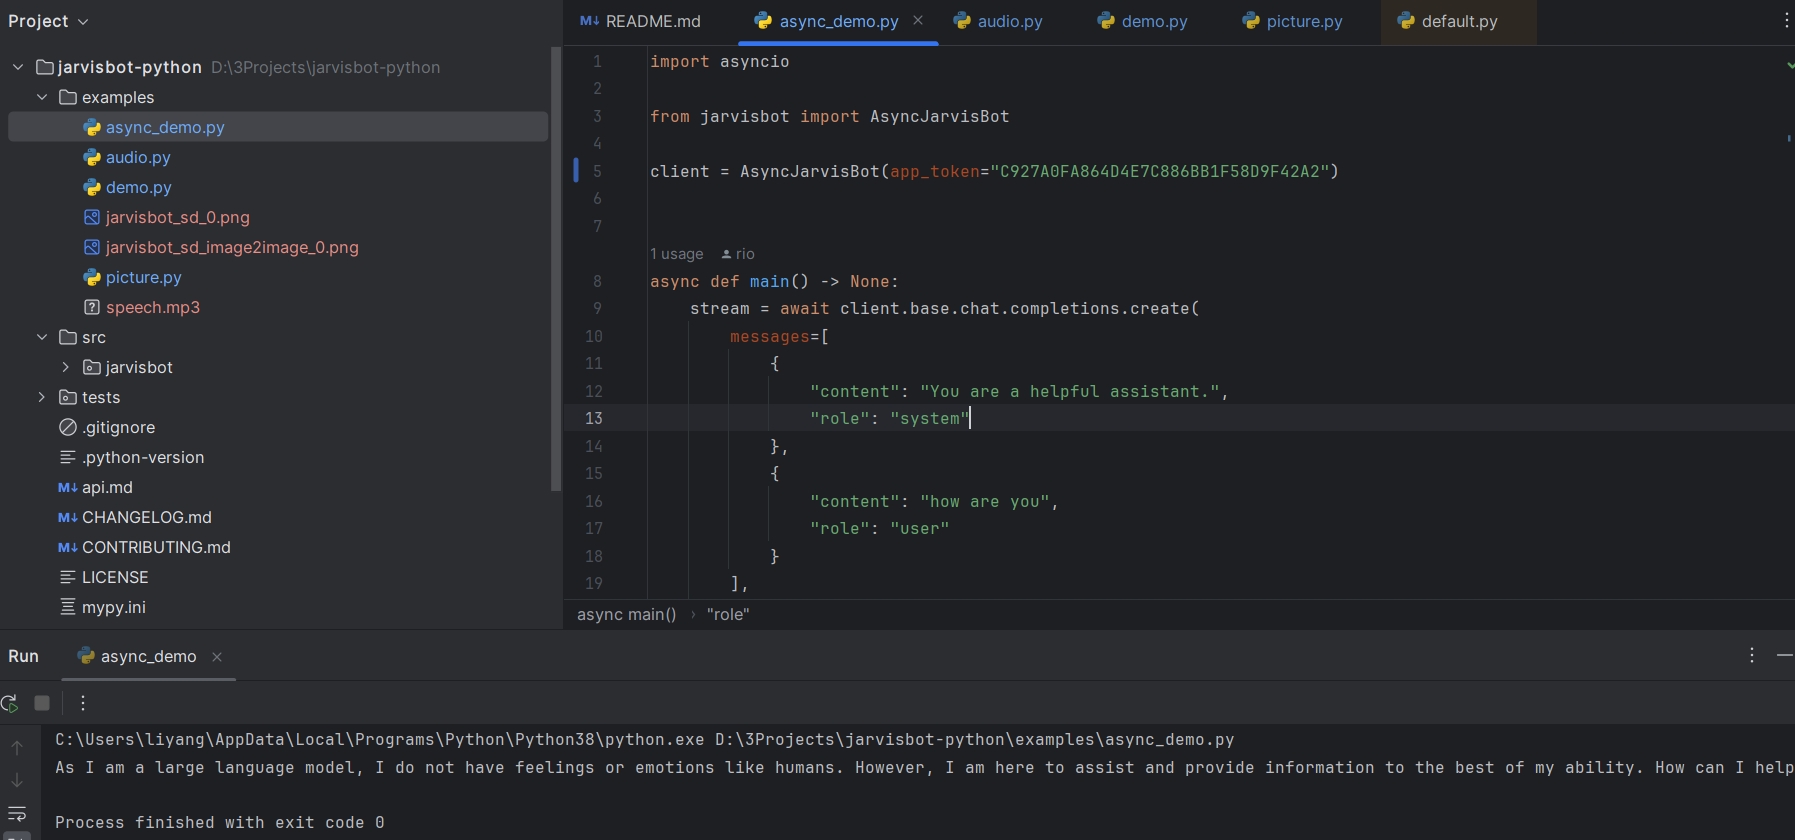 Project
jarvisbot-python D:\3Projects\jarvisbot-python
examples
async_demo.py
audio.py
demo.py
jarvisbot_sd_0.png
jarvisbot_sd_image2image_0.png
picture.py
speech.mp3
src
jarvisbot
tests
.gitignore
.python-version
api.md
CHANGELOG.md
CONTRIBUTING.md
LICENSE
mypy.ini
README.md async_demo.py audio.py demo.py picture.py default.py
1 import asyncio
2
3 from jarvisbot import AsyncJarvisBot
4
5 client = AsyncJarvisBot(app_token="C927A0FA864D4E7C886BB1F58D9F42A2")
6
7
1 usage rio
8 async def main() -> None:
9 stream = await client.base.chat.completions.create(
10 messages=[
11 {
12 "content": "You are a helpful assistant.",
13 "role": "system"
14 },
15 {
16 "content": "how are you",
17 "role": "user"
18 }
19 ],
async main() › "role"
Run async_demo
C:\Users\liyang\AppData\Local\Programs\Python\Python38\python.exe D:\3Projects\jarvisbot-python\examples\async_demo.py
As I am a large language model, I do not have feelings or emotions like humans. However, I am here to assist and provide information to the best of my ability. How can I help
Process finished with exit code 0